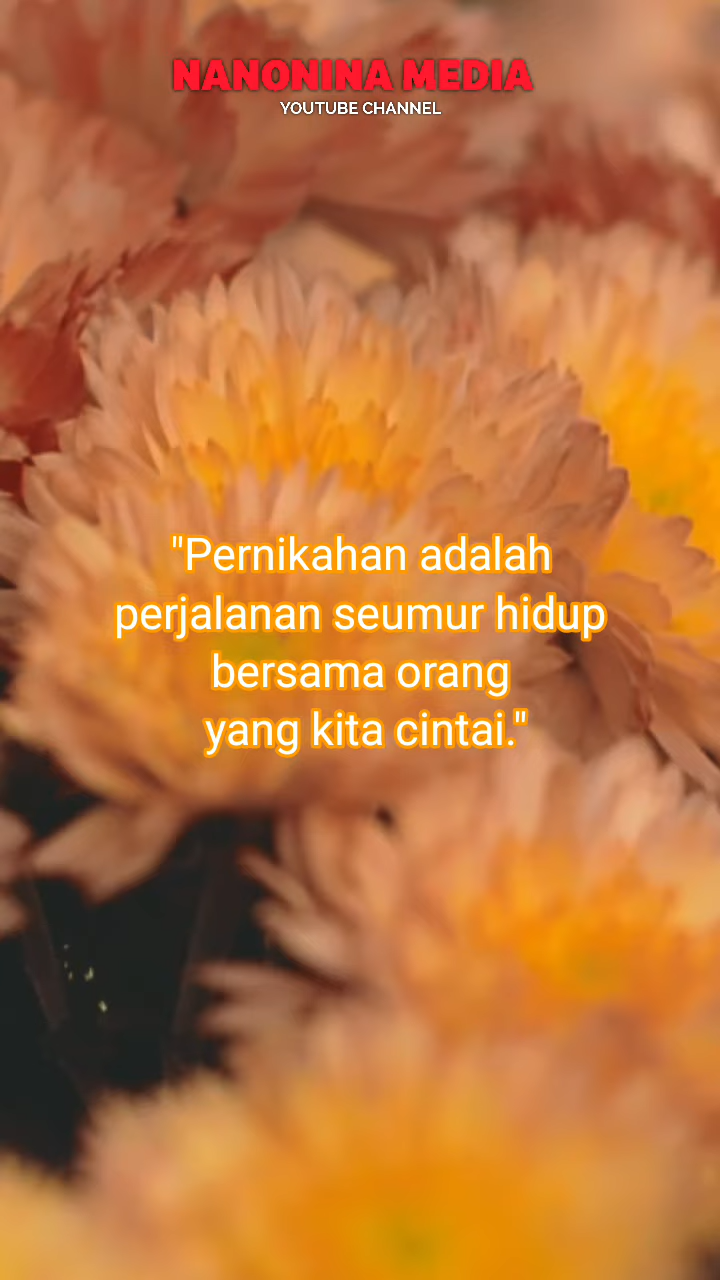 NANONINA MEDIA
YOUTUBE CHANNEL
"Pernikahan adalah
perjalanan seumur hidup
bersama orang
yang kita cintai."